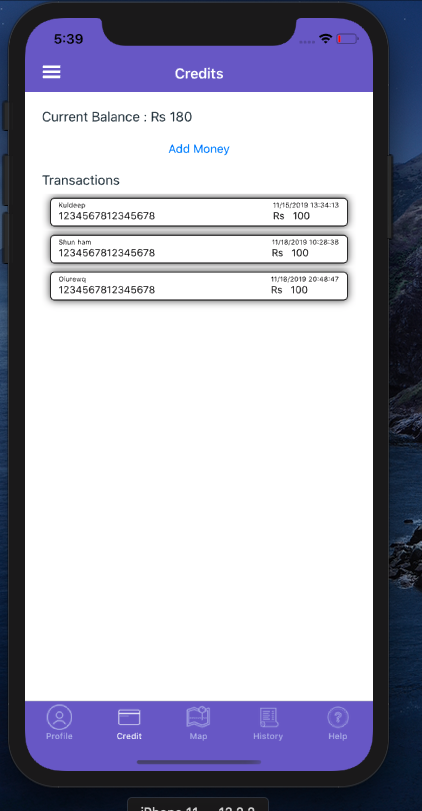 5:39
Credits
Current Balance : Rs 180
Add Money
Transactions
Kuldeep 11/15/2019 13:34:13
1234567812345678 Rs 100
Shun ham 11/18/2019 10:28:38
1234567812345678 Rs 100
Oiurewq 11/18/2019 20:48:47
1234567812345678 Rs 100
Profile Credit Map History Help
iPhone 11 13.2.2